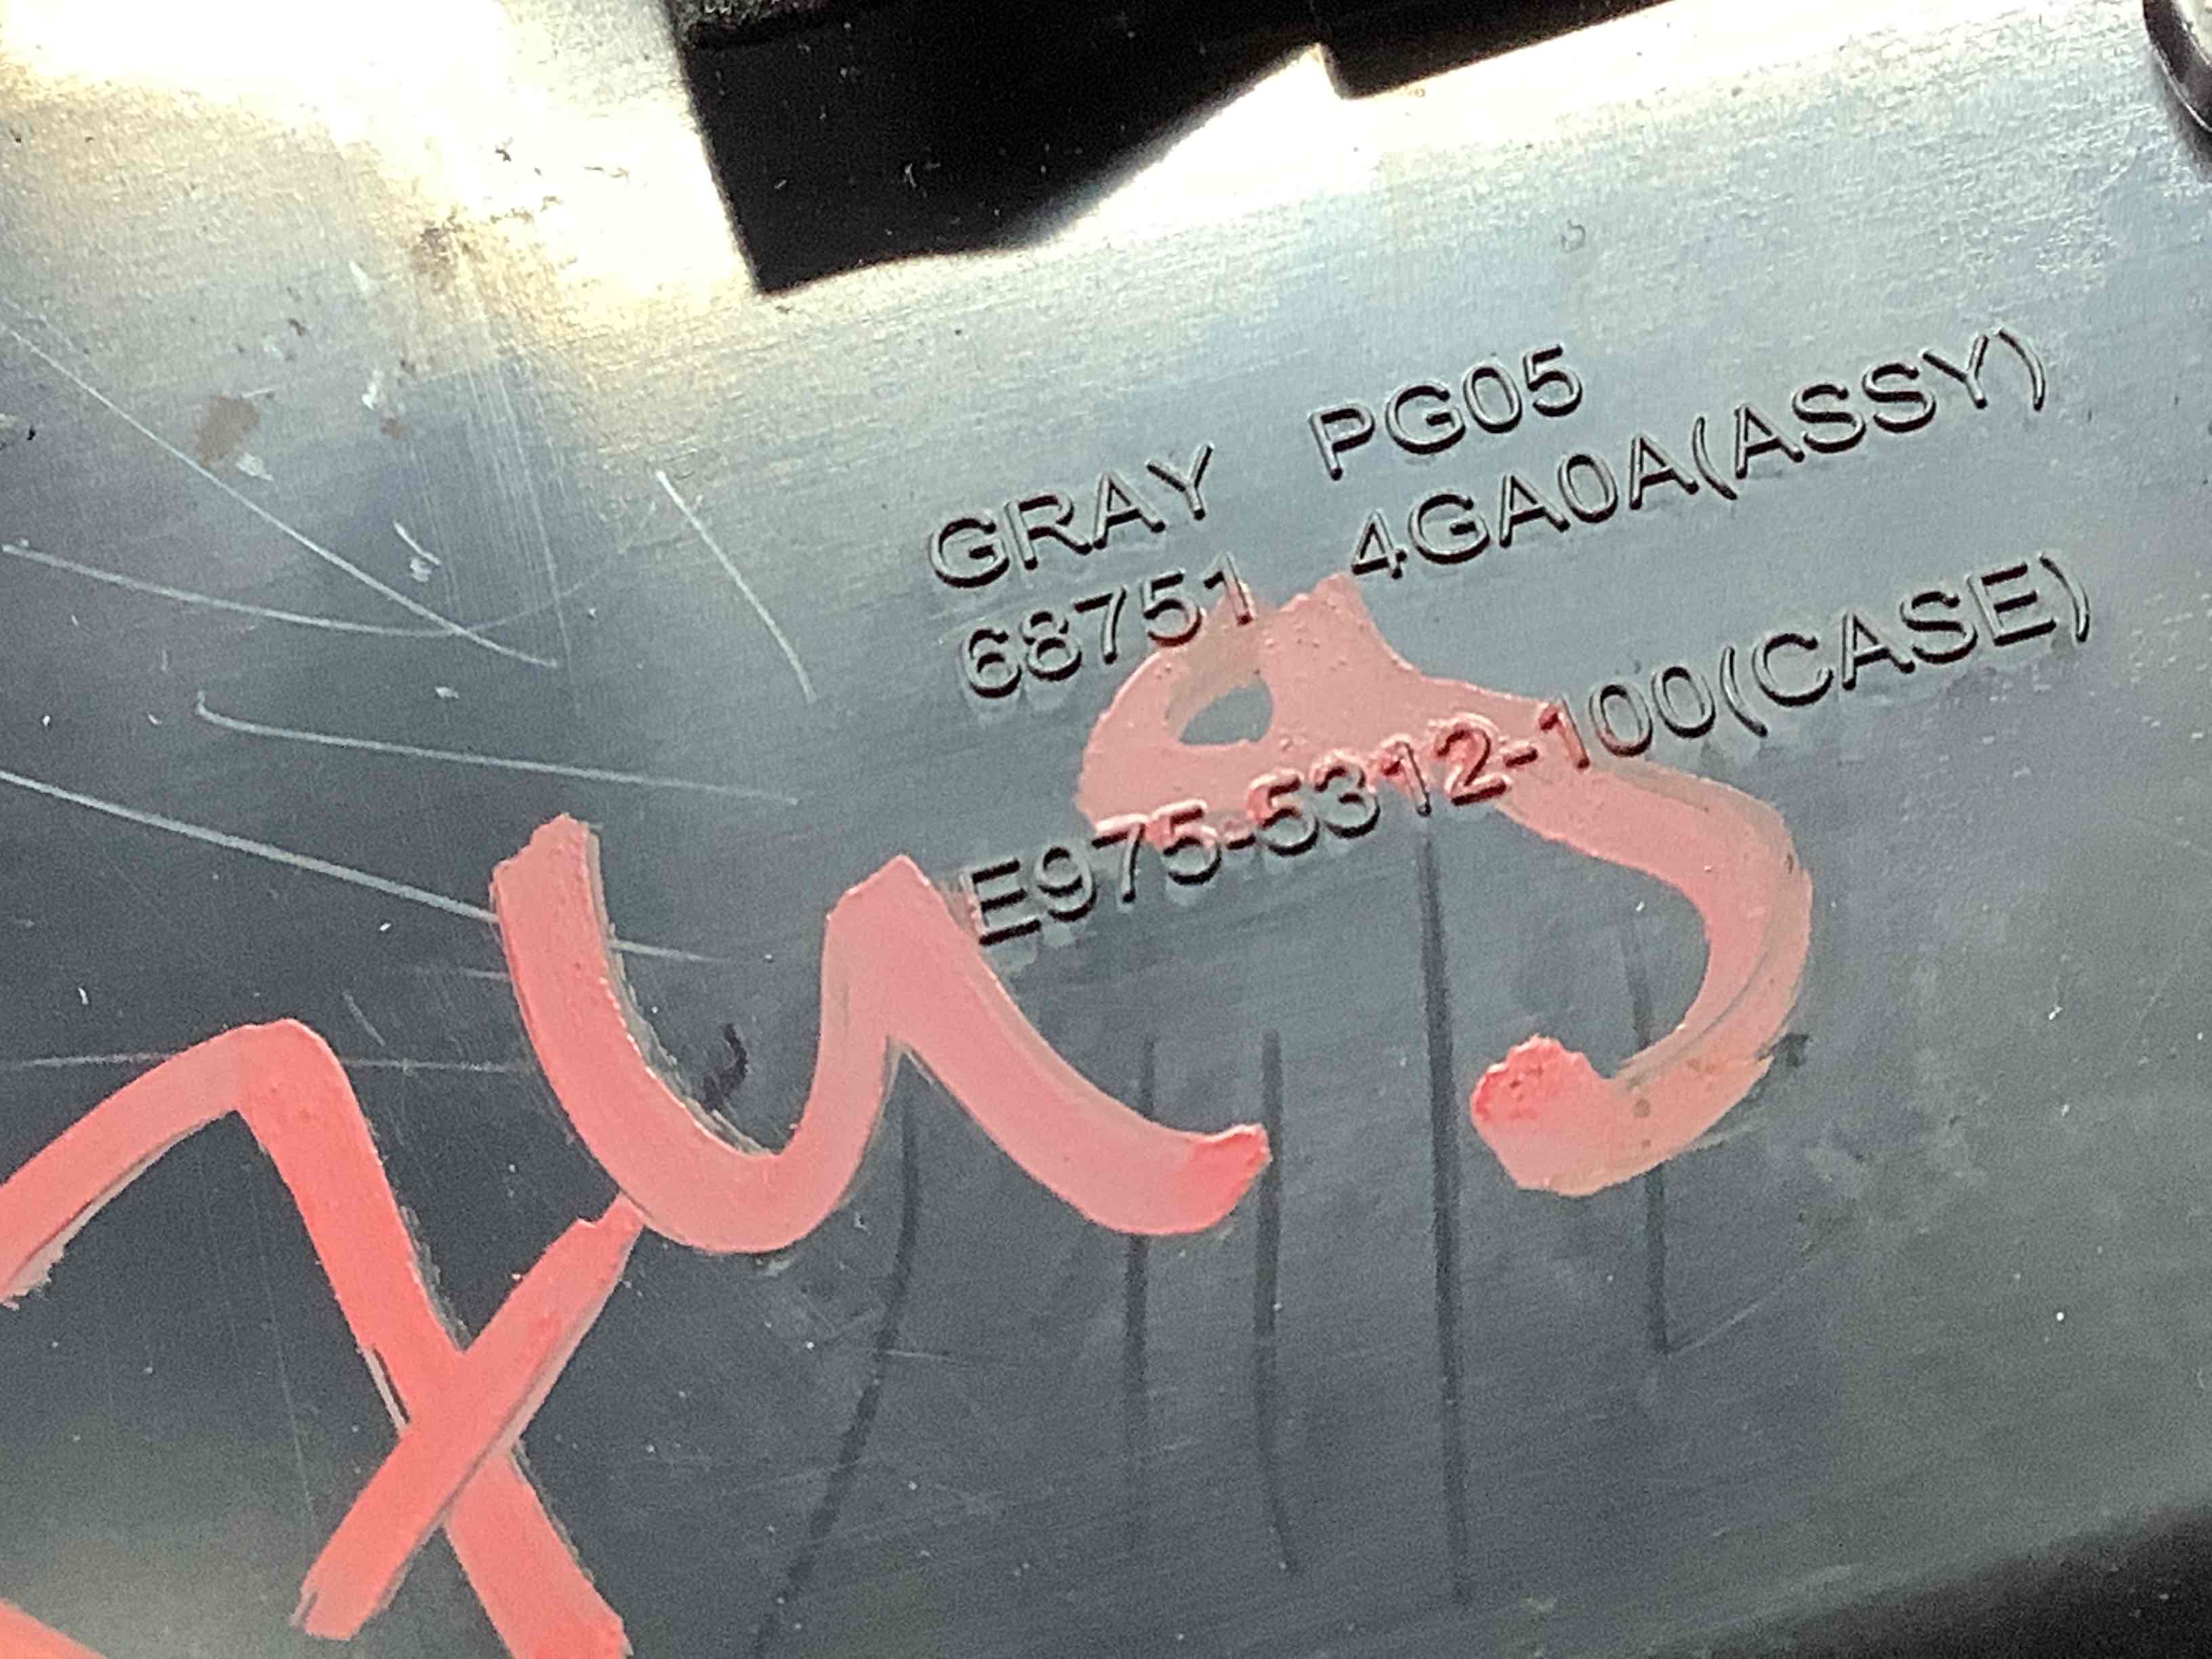 GRAY PG05
68751 4GA0A(ASSY)
E975-5312-100(CASE)